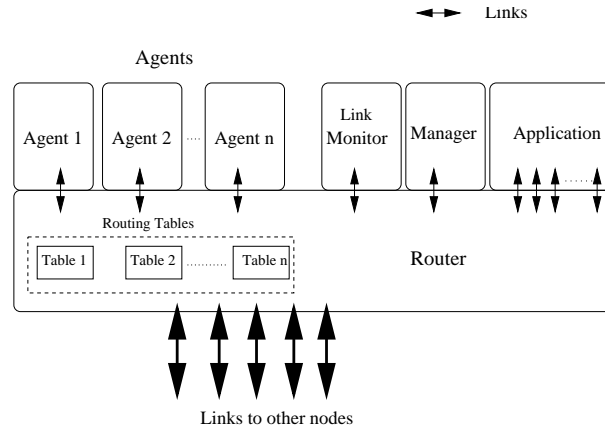 Links
Agents
Agent 1
Agent 2
.....
Agent n
Link
Monitor
Manager
Application
.......
Routing Tables
Table 1
Table 2
...........
Table n
Router
Links to other nodes